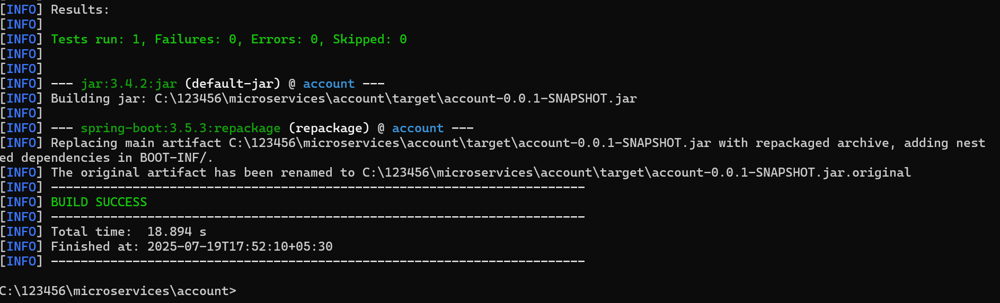 [INFO] Results:
[INFO]
[INFO] Tests run: 1, Failures: 0, Errors: 0, Skipped: 0
[INFO]
[INFO]
[INFO] --- jar:3.4.2:jar (default-jar) @ account ---
[INFO] Building jar: C:\123456\microservices\account\target\account-0.0.1-SNAPSHOT.jar
[INFO]
[INFO] --- spring-boot:3.5.3:repackage (repackage) @ account ---
[INFO] Replacing main artifact C:\123456\microservices\account\target\account-0.0.1-SNAPSHOT.jar with repackaged archive, adding nest
ed dependencies in BOOT-INF/.
[INFO] The original artifact has been renamed to C:\123456\microservices\account\target\account-0.0.1-SNAPSHOT.jar.original
[INFO] ------------------------------------------------------------------------
[INFO] BUILD SUCCESS
[INFO] ------------------------------------------------------------------------
[INFO] Total time:  18.894 s
[INFO] Finished at: 2025-07-19T17:52:10+05:30
[INFO] ------------------------------------------------------------------------
C:\123456\microservices\account>